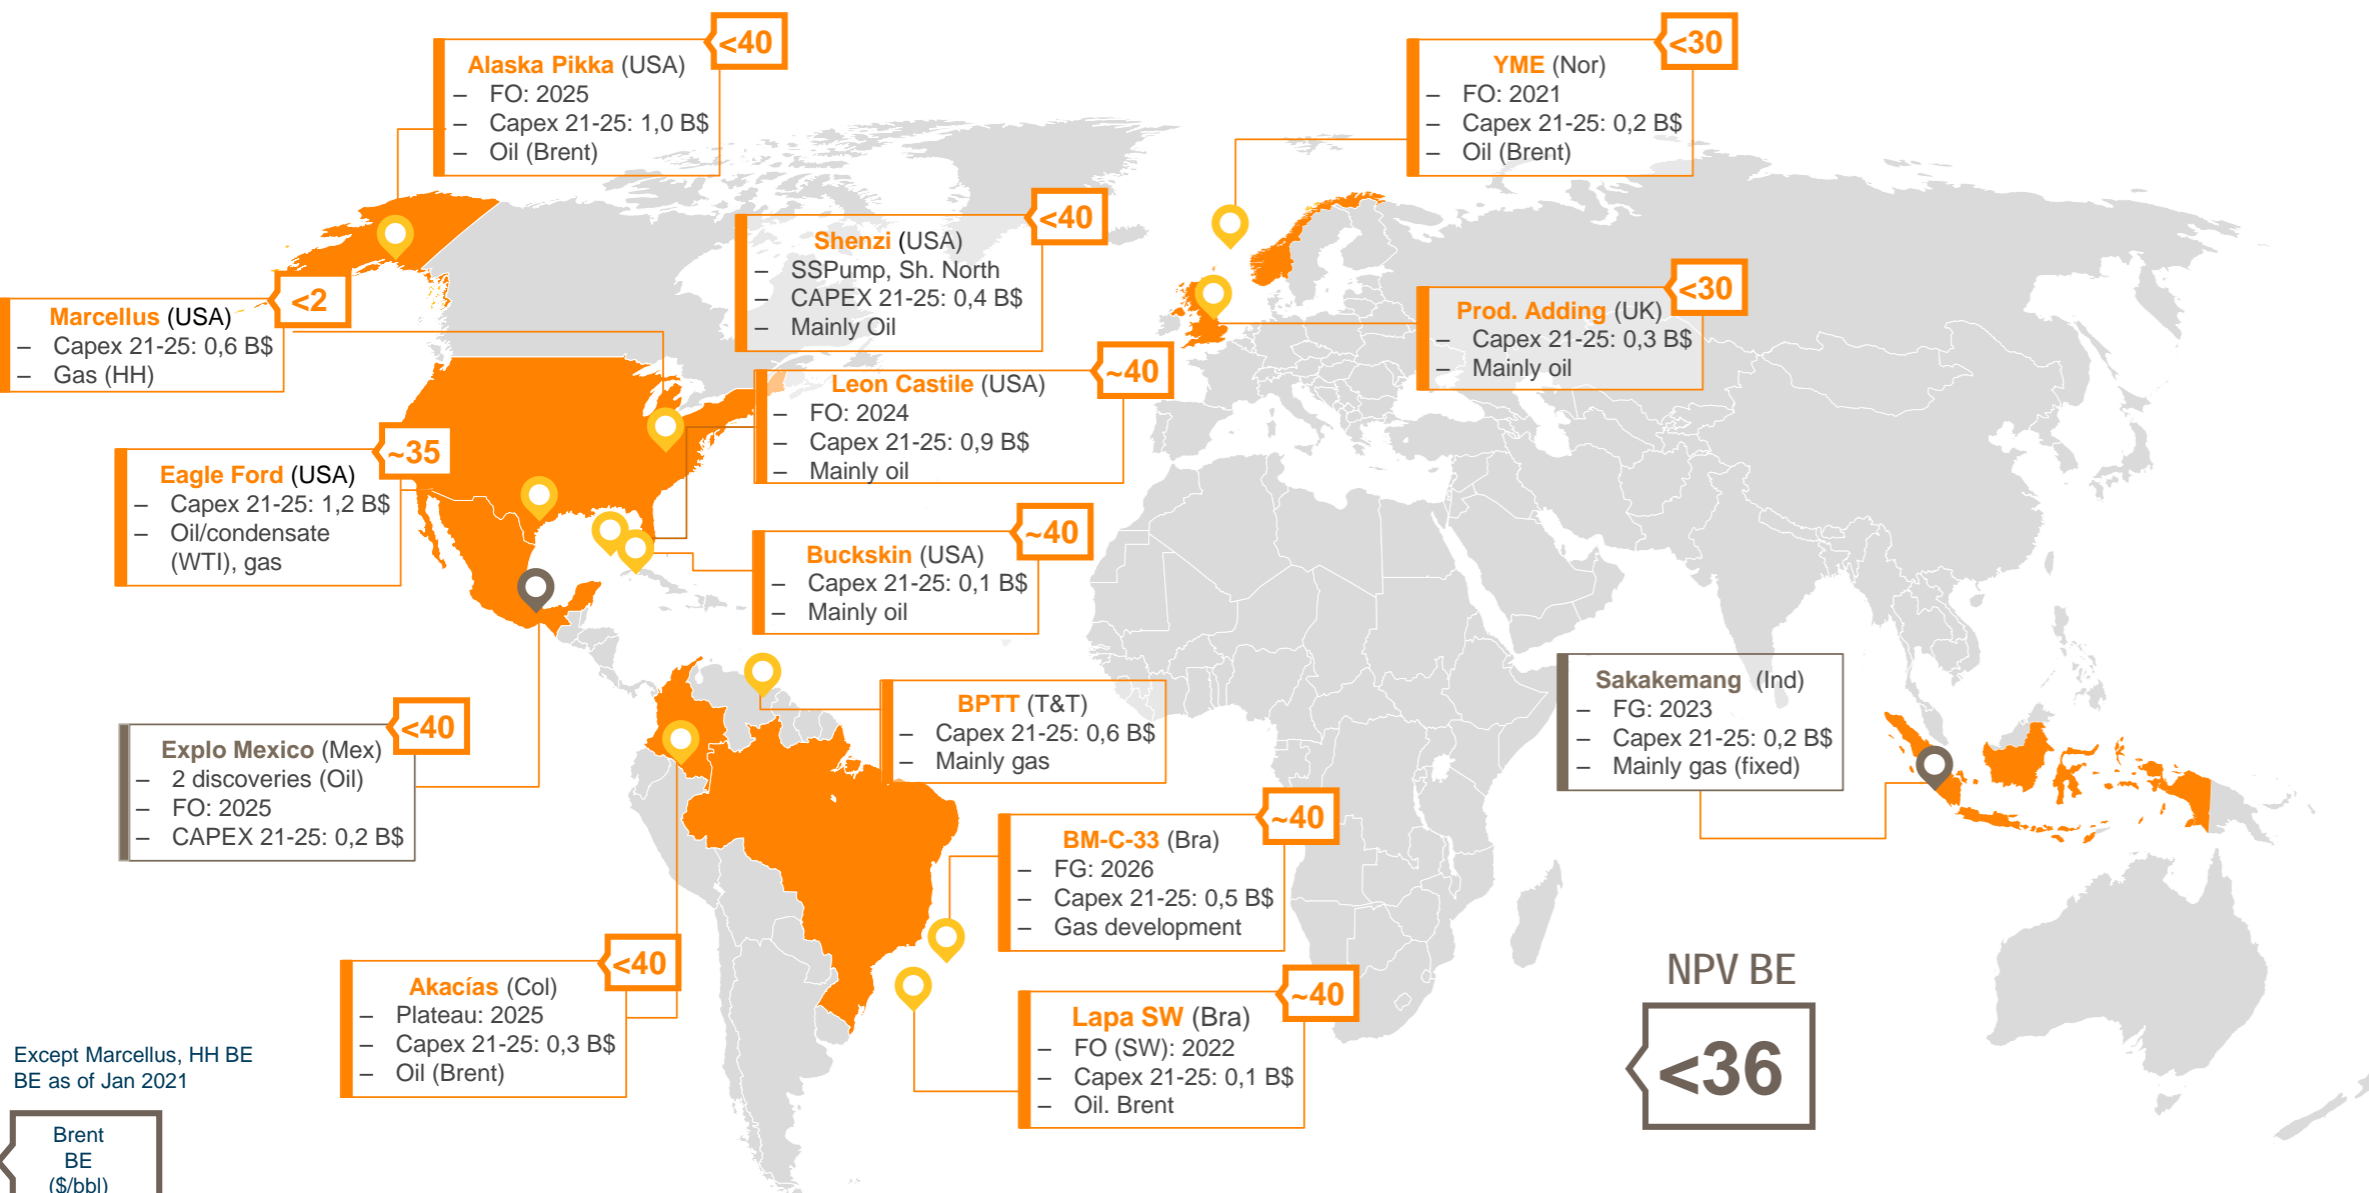 <40
Alaska Pikka (USA)
– FO: 2025
– Capex 21-25: 1,0 B$
– Oil (Brent)
<30
YME (Nor)
– FO: 2021
– Capex 21-25: 0,2 B$
– Oil (Brent)
<40
Shenzi (USA)
– SSPump, Sh. North
– CAPEX 21-25: 0,4 B$
– Mainly Oil
<2
Marcellus (USA)
– Capex 21-25: 0,6 B$
– Gas (HH)
<30
Prod. Adding (UK)
– Capex 21-25: 0,3 B$
– Mainly oil
~40
Leon Castile (USA)
– FO: 2024
– Capex 21-25: 0,9 B$
– Mainly oil
~35
Eagle Ford (USA)
– Capex 21-25: 1,2 B$
– Oil/condensate
(WTI), gas
~40
Buckskin (USA)
– Capex 21-25: 0,1 B$
– Mainly oil
<40
Explo Mexico (Mex)
– 2 discoveries (Oil)
– FO: 2025
– CAPEX 21-25: 0,2 B$
BPTT (T&T)
– Capex 21-25: 0,6 B$
– Mainly gas
Sakakemang (Ind)
– FG: 2023
– Capex 21-25: 0,2 B$
– Mainly gas (fixed)
~40
BM-C-33 (Bra)
– FG: 2026
– Capex 21-25: 0,5 B$
– Gas development
<40
Akacías (Col)
– Plateau: 2025
– Capex 21-25: 0,3 B$
– Oil (Brent)
~40
Lapa SW (Bra)
– FO (SW): 2022
– Capex 21-25: 0,1 B$
– Oil. Brent
NPV BE
<36
Except Marcellus, HH BE
BE as of Jan 2021
Brent
BE
($/bbl)